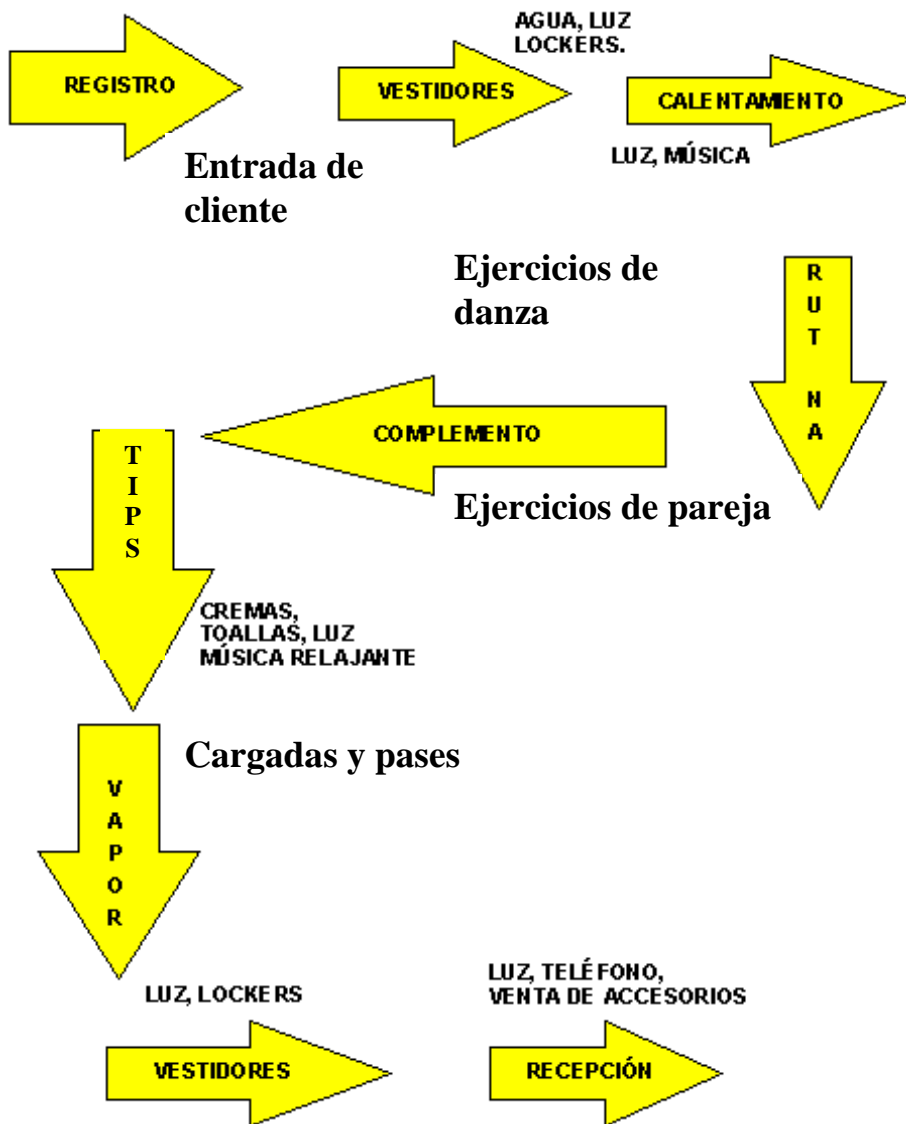 AGUA, LUZ
LOCKERS.
REGISTRO
VESTIDORES
CALENTAMIENTO
LUZ, MÚSICA
Entrada de
cliente
Ejercicios de
danza
R
U
T
N
A
COMPLEMENTO
Ejercicios de pareja
T
I
P
S
CREMAS,
TOALLAS, LUZ
MÚSICA RELAJANTE
Cargadas y pases
V
A
P
O
R
LUZ, LOCKERS
LUZ, TELÉFONO,
VENTA DE ACCESORIOS
VESTIDORES
RECEPCIÓN